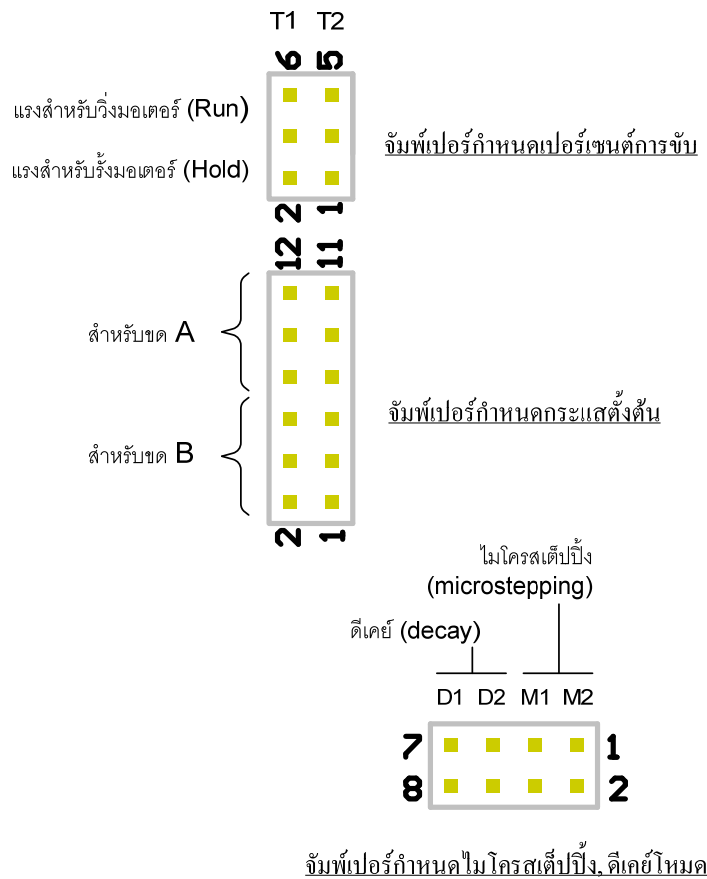 T1 T2
6 5
แรงสำหรับวิ่งมอเตอร์ (Run)
จัมพ์เปอร์กำหนดเปอร์เซนต์การขับ
แรงสำหรับรั้งมอเตอร์ (Hold)
2 1
12 11
สำหรับขด A
จัมพ์เปอร์กำหนดกระแสตั้งต้น
สำหรับขด B
2 1
ไมโครสเต็ปปิ้ง
(microstepping)
ดีเคย์ (decay)
D1 D2 M1 M2
7 1
8 2
จัมพ์เปอร์กำหนดไมโครสเต็ปปิ้ง, ดีเคย์โหมด